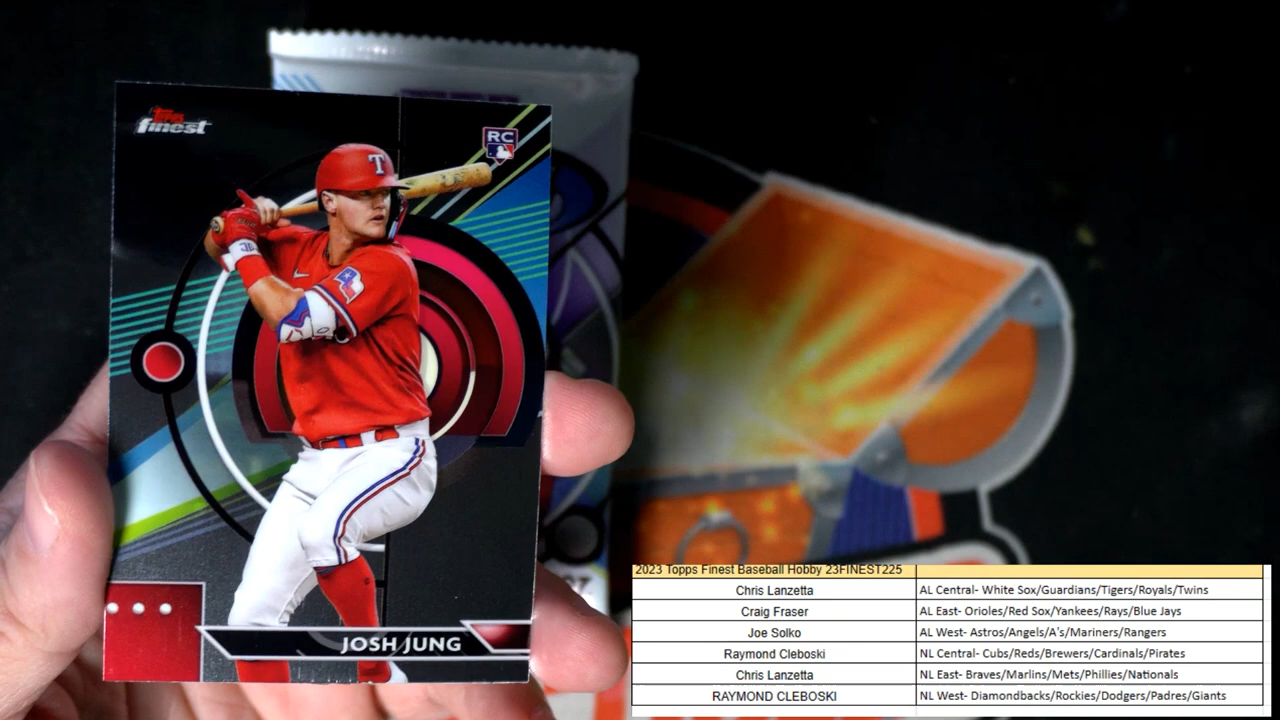 Topps
finest
RC
T
JOSH JUNG
2023 Topps Finest Baseball Hobby 23FINEST225
Chris Lanzetta AL Central- White Sox/Guardians/Tigers/Royals/Twins
Craig Fraser AL East- Orioles/Red Sox/Yankees/Rays/Blue Jays
Joe Solko AL West- Astros/Angels/A's/Mariners/Rangers
Raymond Cleboski NL Central- Cubs/Reds/Brewers/Cardinals/Pirates
Chris Lanzetta NL East- Braves/Marlins/Mets/Phillies/Nationals
RAYMOND CLEBOSKI NL West- Diamondbacks/Rockies/Dodgers/Padres/Giants